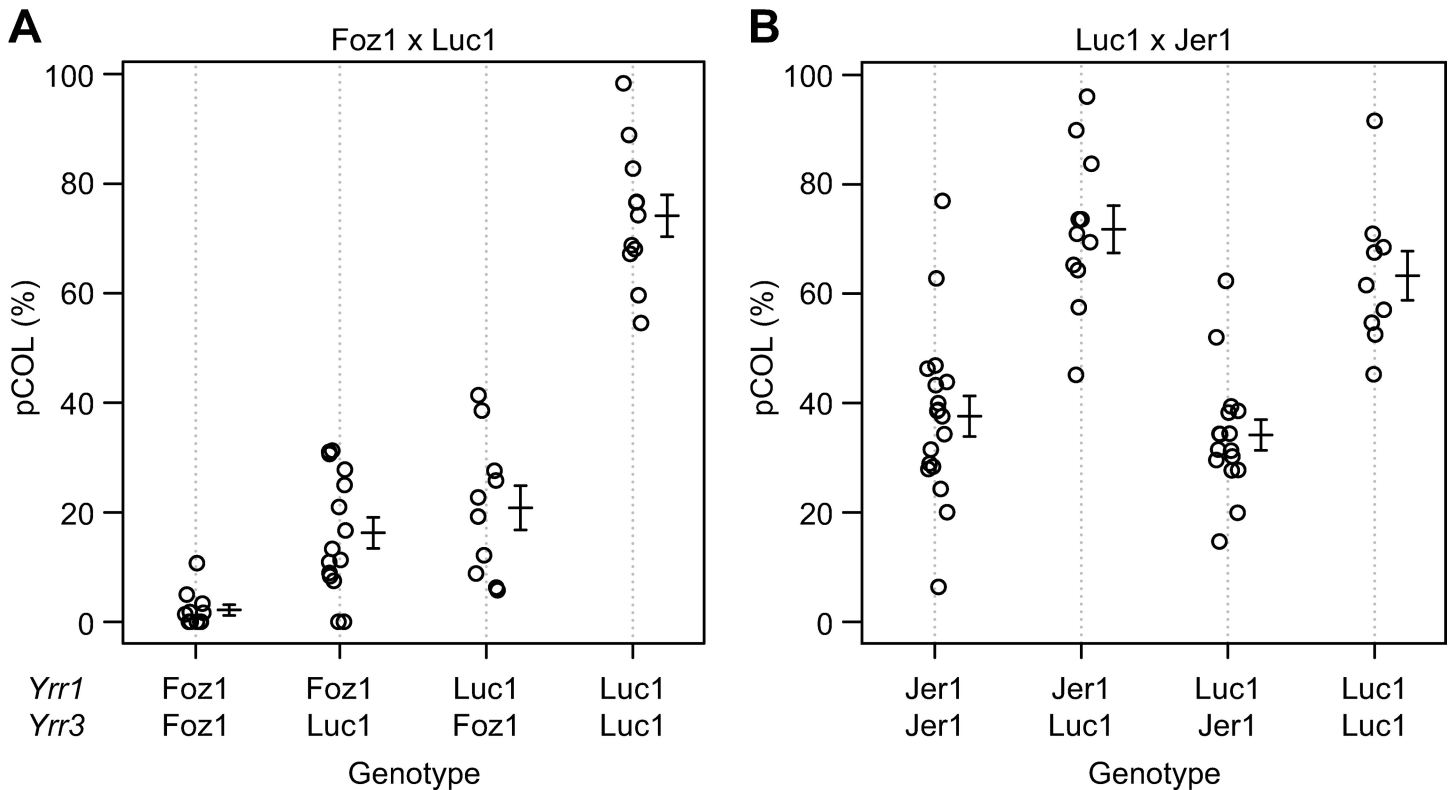 A
Foz1 x Luc1
pCOL (%)
100
80
60
40
20
0
Yrr1 Foz1 Foz1 Luc1 Luc1
Yrr3 Foz1 Luc1 Foz1 Luc1
Genotype
B
Luc1 x Jer1
pCOL (%)
100
80
60
40
20
0
Jer1 Jer1 Luc1 Luc1
Jer1 Luc1 Jer1 Luc1
Genotype